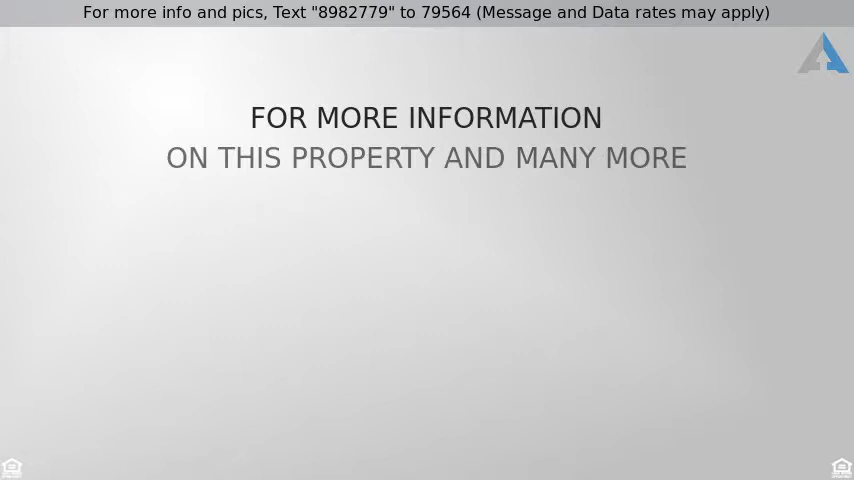 For more info and pics, Text "8982779" to 79564 (Message and Data rates may apply)
FOR MORE INFORMATION
ON THIS PROPERTY AND MANY MORE